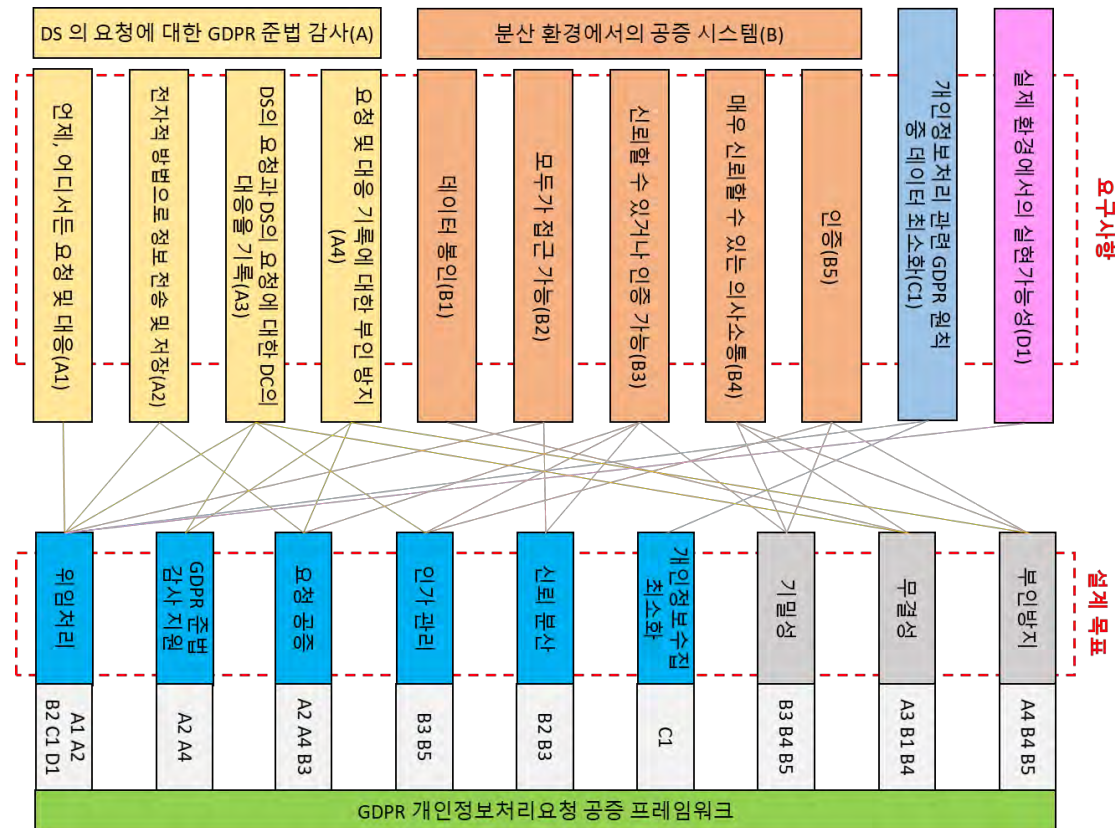 DS 의 요청에 대한 GDPR 준법 감사(A)
분산 환경에서의 공증 시스템(B)
언제, 어디서든 요청 및 대응(A1)
전자적 방법으로 정보 전송 및 저장(A2)
DS의 요청과 DS의 요청에 대한 DC의
대응을 기록(A3)
요청 및 대응 기록에 대한 부인 방지
(A4)
데이터 봉인(B1)
모두가 접근 가능(B2)
신뢰할 수 있거나 인증 가능(B3)
매우 신뢰할 수 있는 의사소통(B4)
인증(B5)
개인정보처리 관련 GDPR 원칙
중 데이터 최소화(C1)
실제 환경에서의 실현가능성(D1)
요구사항
위임처리
GDPR 준법
감사 지원
요청 공증
인가 관리
신뢰 분산
개인정보수집
최소화
기밀성
무결성
부인방지
설계 목표
A1 A2
B2 C1 D1
A2 A4
A2 A4 B3
B3 B5
B2 B3
C1
B3 B4 B5
A3 B1 B4
A4 B4 B5
GDPR 개인정보처리요청 공증 프레임워크